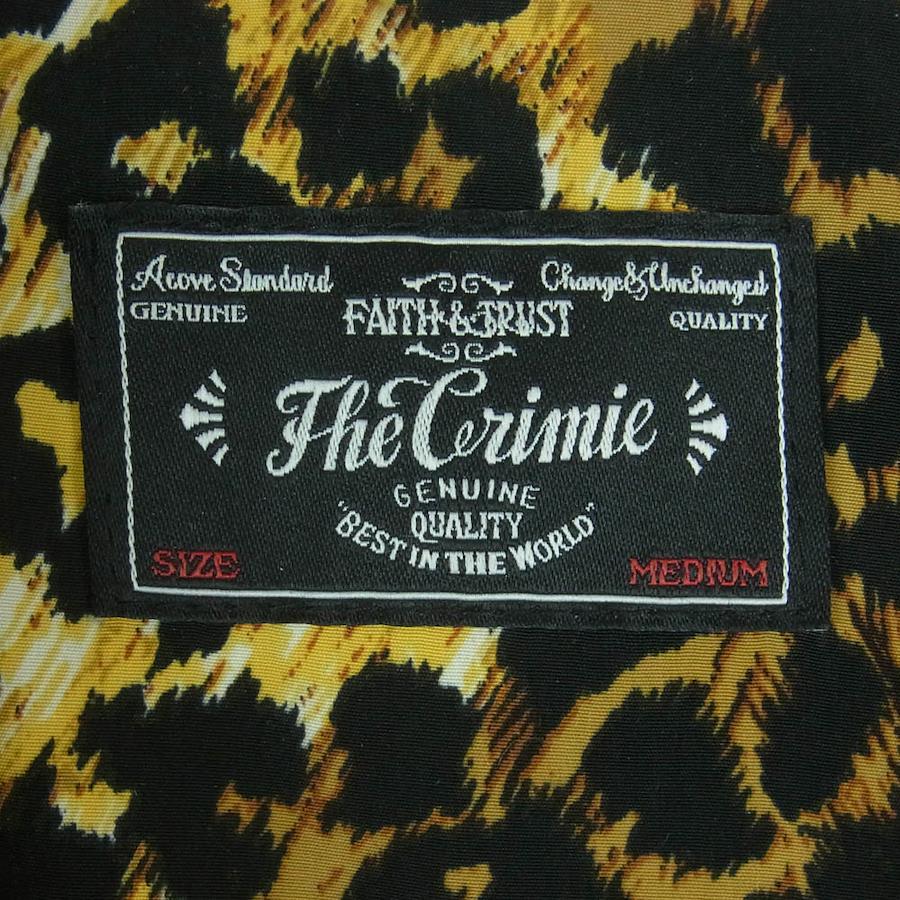 Acove Standard
Change&Unchanged
GENUINE
FAITH & TRUST
QUALITY
The Crimie
GENUINE
QUALITY
"BEST IN THE WORLD"
SIZE
MEDIUM